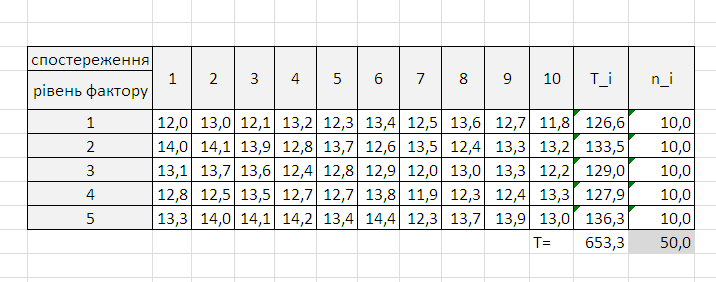 спостереження
рівень фактору
1 2 3 4 5 6 7 8 9 10 T_i n_i
1 12,0 13,0 12,1 13,2 12,3 13,4 12,5 13,6 12,7 11,8 126,6 10,0
2 14,0 14,1 13,9 12,8 13,7 12,6 13,5 12,4 13,3 13,2 133,5 10,0
3 13,1 13,7 13,6 12,4 12,8 12,9 12,0 13,0 13,3 12,2 129,0 10,0
4 12,8 12,5 13,5 12,7 12,7 13,8 11,9 12,3 12,4 13,3 127,9 10,0
5 13,3 14,0 14,1 14,2 13,4 14,4 12,3 13,7 13,9 13,0 136,3 10,0
T= 653,3 50,0